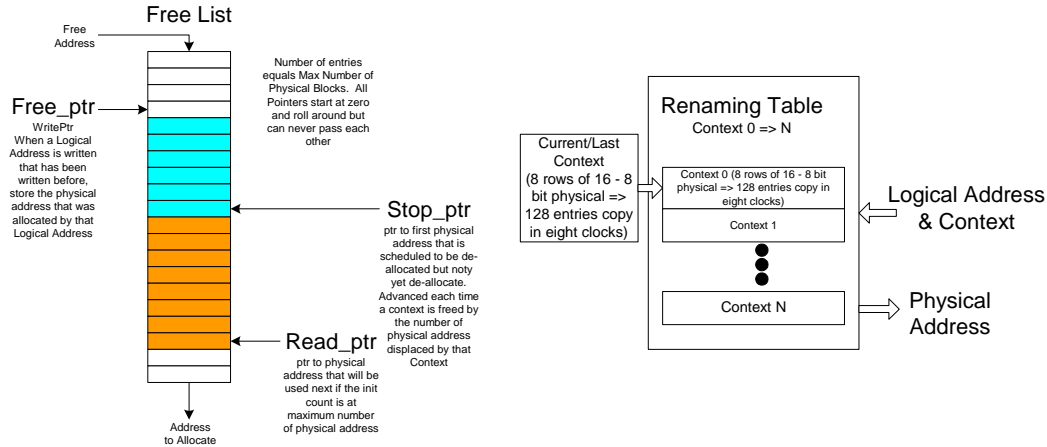 Free List
Free
Address
Number of entries
equals Max Number of
Physical Blocks. All
Pointers start at zero
and roll around but
can never pass each
other
Free_ptr
WritePtr
When a Logical
Address is written
that has been
written before,
store the physical
address that was
allocated by that
Logical Address
Stop_ptr
ptr to first physical
address that is
scheduled to be de-
allocated but noty
yet de-allocate.
Advanced each time
a context is freed by
the number of
physical address
displaced by that
Context
Read_ptr
ptr to physical
address that will be
used next if the init
count is at
maximum number
of physical address
Address
to Allocate
Renaming Table
Context 0 => N
Current/Last
Context
(8 rows of 16 - 8
bit physical =>
128 entries copy
in eight clocks)
Context 0 (8 rows of 16 - 8 bit
physical => 128 entries copy in
eight clocks)
Context 1
Context N
Logical Address
& Context
Physical
Address